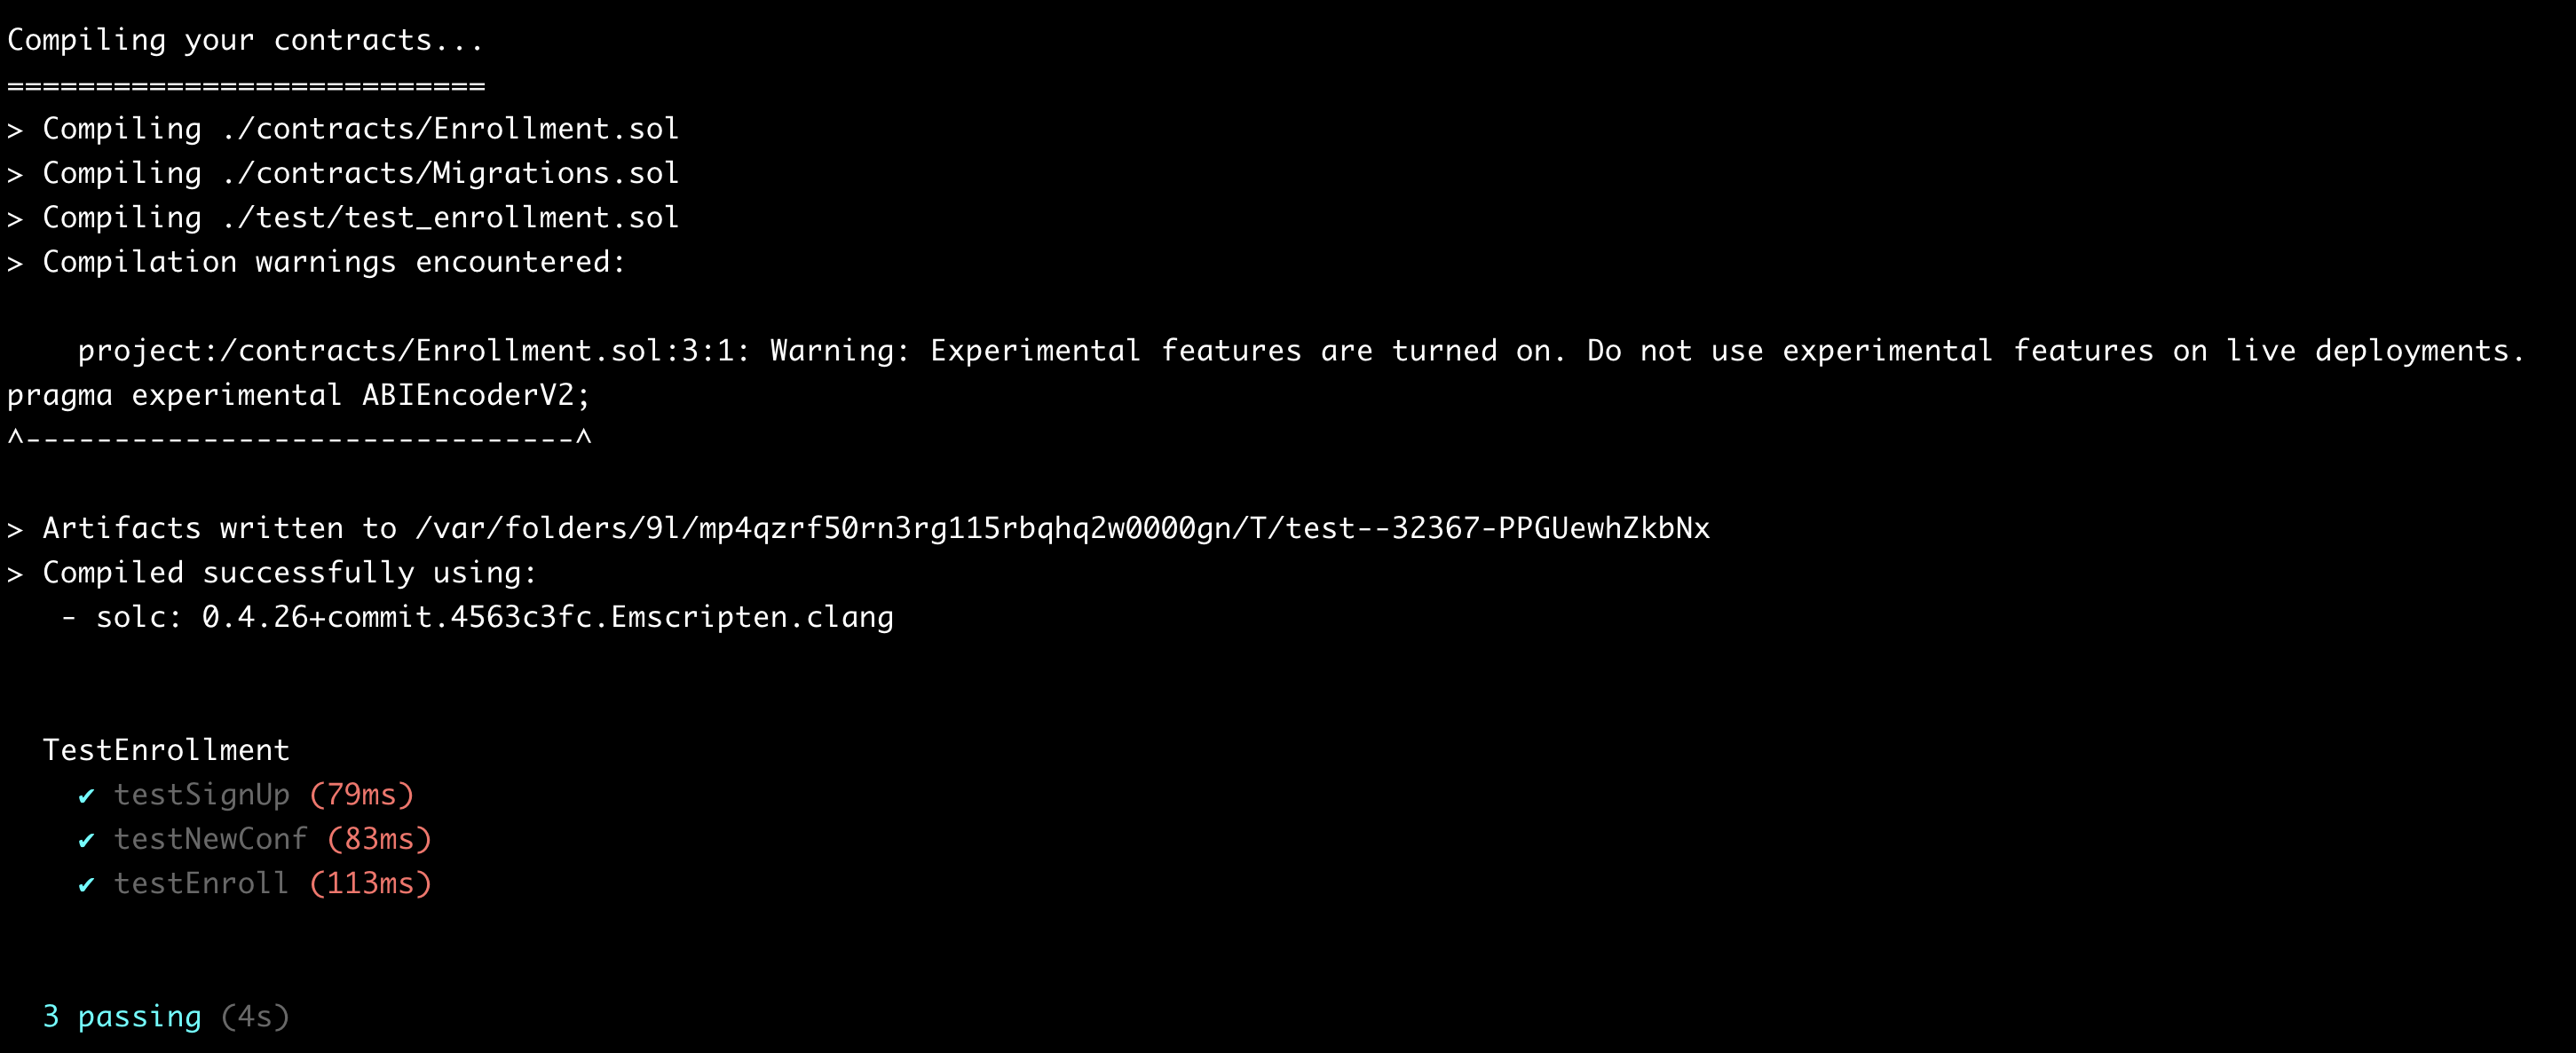 Compiling your contracts...
===========================
> Compiling ./contracts/Enrollment.sol
> Compiling ./contracts/Migrations.sol
> Compiling ./test/test_enrollment.sol
> Compilation warnings encountered:
project:/contracts/Enrollment.sol:3:1: Warning: Experimental features are turned on. Do not use experimental features on live deployments.
pragma experimental ABIEncoderV2;
^-------------------------------^
> Artifacts written to /var/folders/9l/mp4qzrf50rn3rg115rbqhq2w0000gn/T/test--32367-PPGUewhZkbNx
> Compiled successfully using:
- solc: 0.4.26+commit.4563c3fc.Emscripten.clang
TestEnrollment
✔ testSignUp (79ms)
✔ testNewConf (83ms)
✔ testEnroll (113ms)
3 passing (4s)